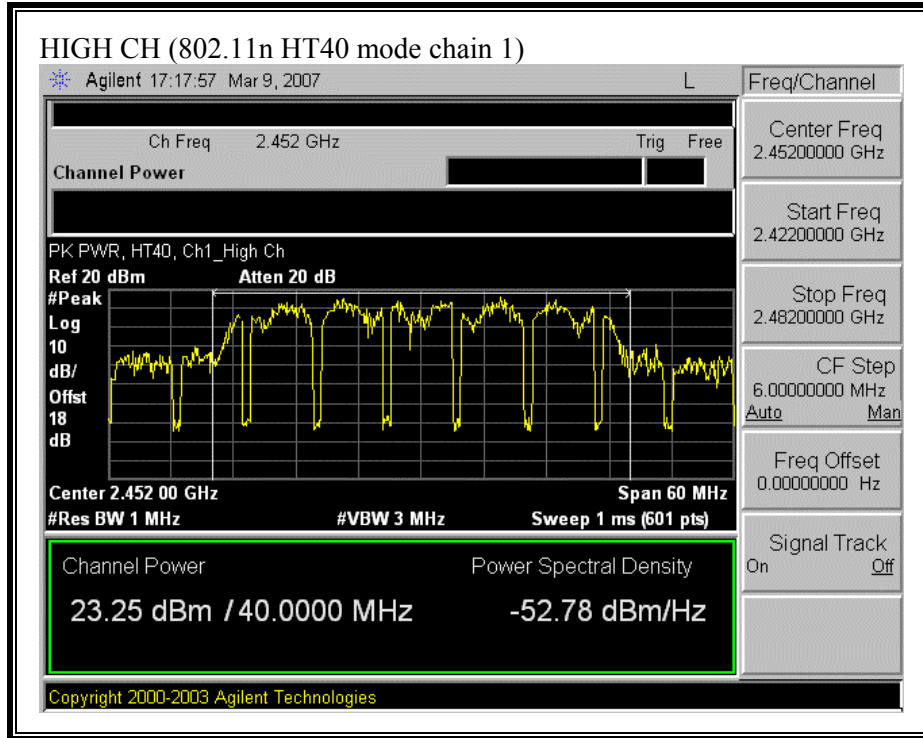 HIGH CH (802.11n HT40 mode chain 1)
Agilent 17:17:57 Mar 9, 2007 L
Freq/Channel
Ch Freq 2.452 GHz Trig Free
Channel Power
Center Freq
2.45200000 GHz
Start Freq
2.42200000 GHz
Stop Freq
2.48200000 GHz
CF Step
6.00000000 MHz
Auto Man
Freq Offset
0.00000000 Hz
Signal Track
On Off
PK PWR, HT40, Ch1_High Ch
Ref 20 dBm Atten 20 dB
#Peak
Log
10
dB/
Offst
18
dB
Center 2.452 00 GHz Span 60 MHz
#Res BW 1 MHz #VBW 3 MHz Sweep 1 ms (601 pts)
Channel Power Power Spectral Density
23.25 dBm / 40.0000 MHz -52.78 dBm/Hz
Copyright 2000-2003 Agilent Technologies